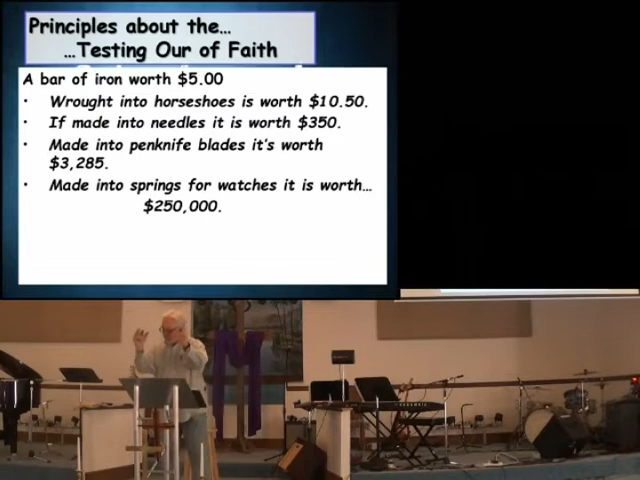 Principles about the...
...Testing Our of Faith
A bar of iron worth $5.00
• Wrought into horseshoes is worth $10.50.
• If made into needles it is worth $350.
• Made into penknife blades it's worth
$3,285.
• Made into springs for watches it is worth...
$250,000.